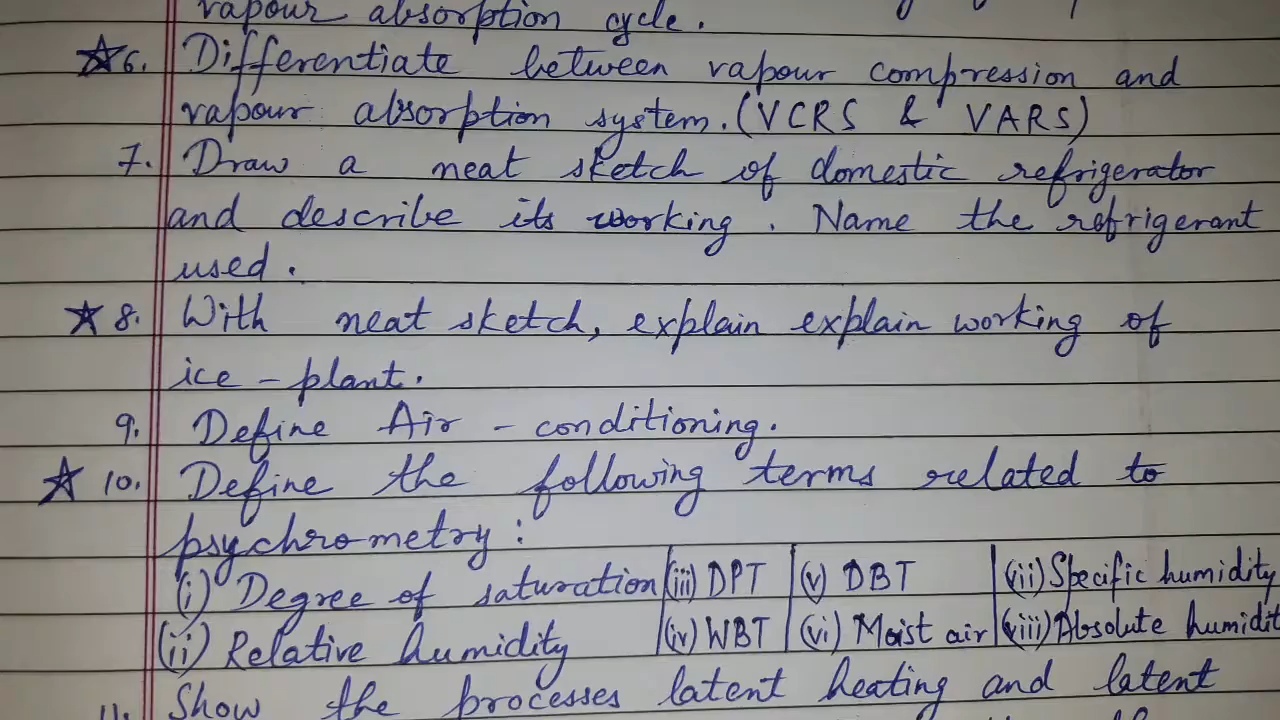 vapour absorption cycle.
☆6. Differentiate between vapour compression and
vapour absorption system. (VCRS & VARS)
7. Draw a neat sketch of domestic refrigerator
and describe its working. Name the refrigerant
used.
☆8. With neat sketch, explain explain working of
ice-plant.
9. Define Air-conditioning.
☆10. Define the following terms related to
psychrometry:
(i) Degree of saturation (iii) DPT (v) DBT (ii) Specific humidity
(ii) Relative humidity (iv) WBT (vi) Moist air (viii) Absolute humidit
11. Show the processes latent heating and latent